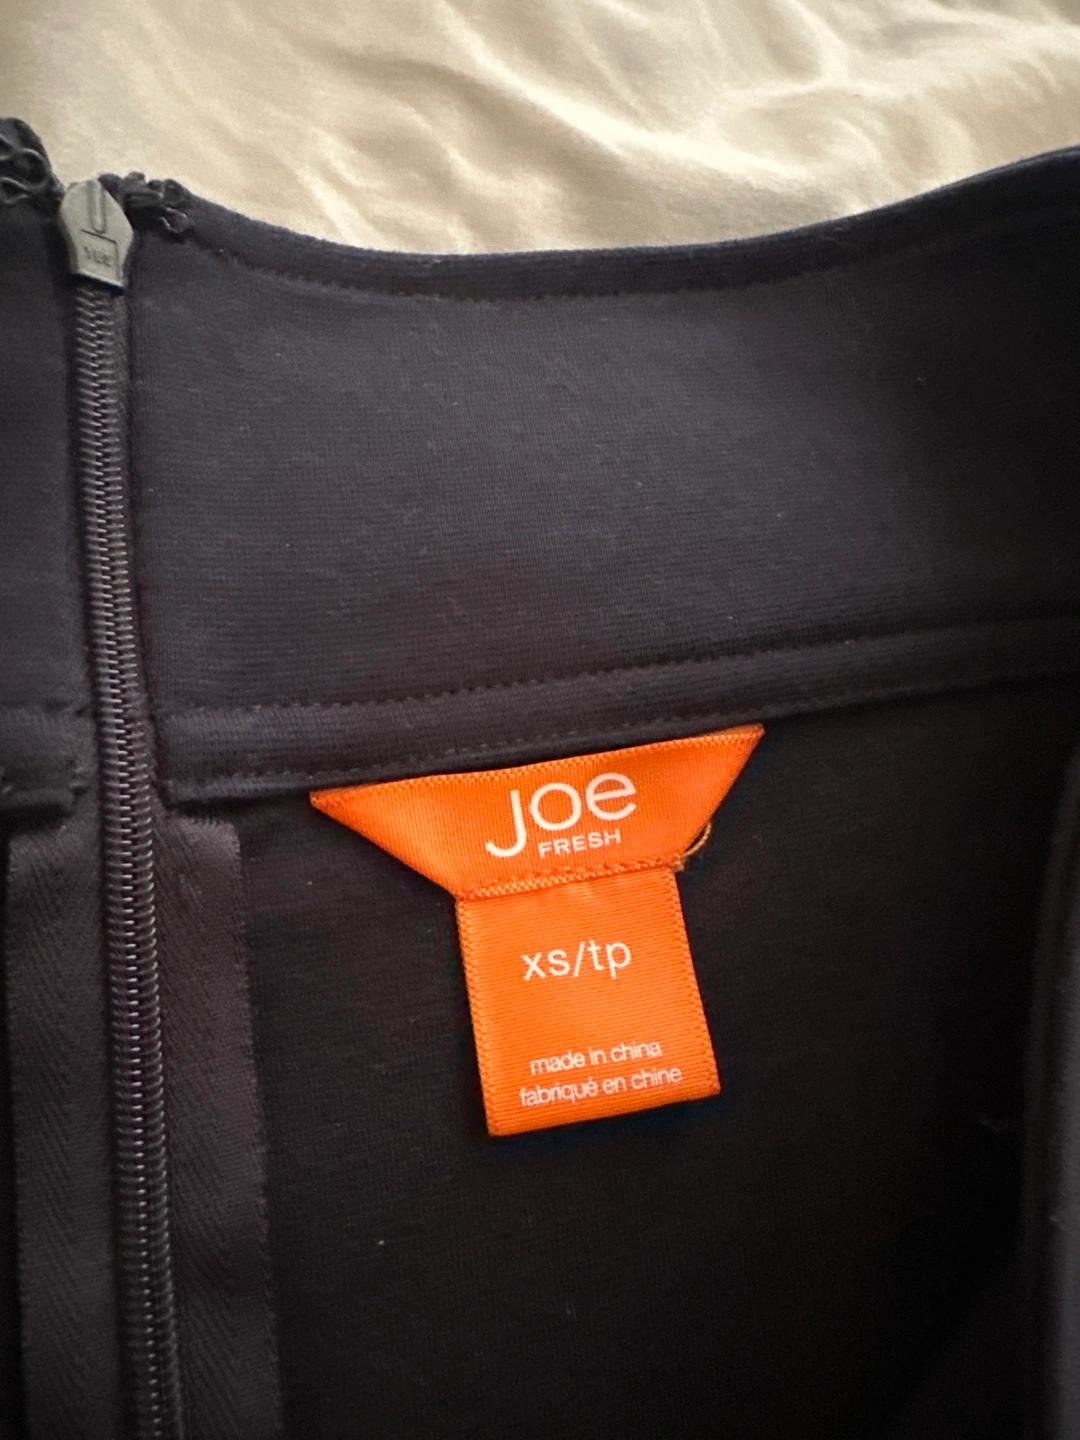 Joe
FRESH
xs/tp
made in china
fabriqué en chine